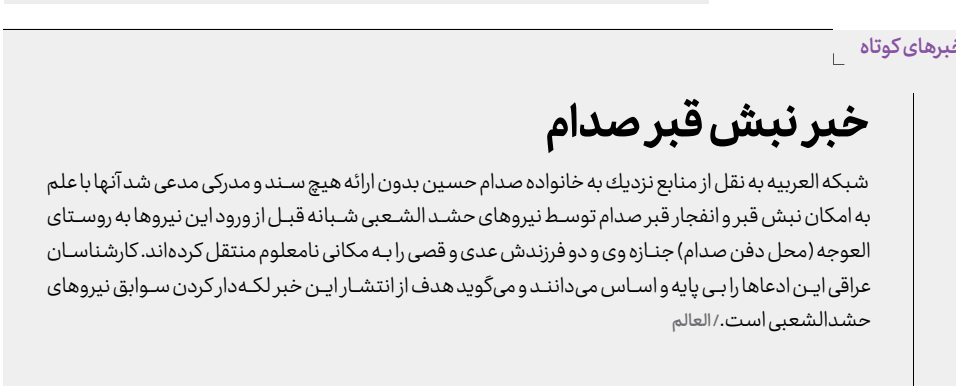 خبرهای کوتاه
خبر نبش قبر صدام
شبکه العربیه به نقل از منابع نزدیك به خانواده صدام حسین بدون ارائه هیچ سند و مدرکی مدعی شد آنها با علم
به امکان نبش قبر و انفجار قبر صدام توسط نیروهای حشد الشعبی شبانه قبل از ورود این نیروها به روستای
العوجه (محل دفن صدام) جنازه وی و دو فرزندش عدی و قصی را به مکانی نامعلوم منتقل کرده‌اند. کارشناسان
عراقی این ادعاها را بی پایه و اساس می‌دانند و می‌گوید هدف از انتشار این خبر لکه‌دار کردن سوابق نیروهای
حشدالشعبی است./ العالم